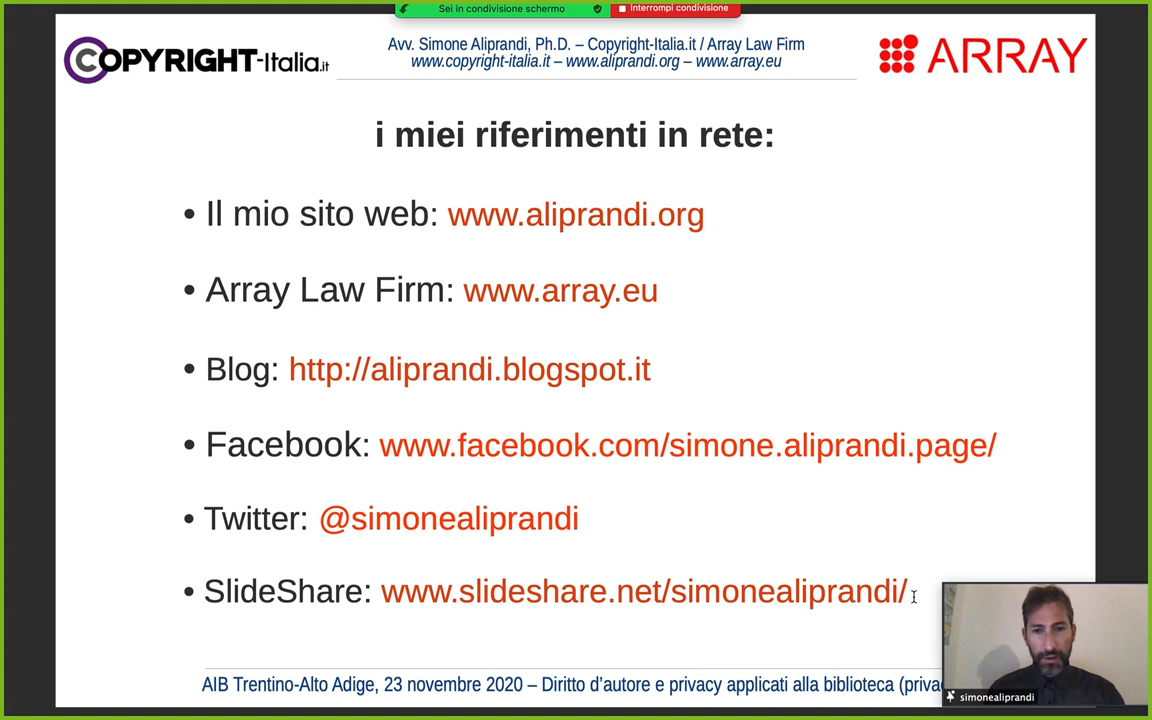 Sei in condivisione schermo
Interrompi condivisione
COPYRIGHT-Italia.it
Avv. Simone Aliprandi, Ph.D. – Copyright-Italia.it / Array Law Firm
www.copyright-italia.it – www.aliprandi.org – www.array.eu
ARRAY
i miei riferimenti in rete:
• Il mio sito web: www.aliprandi.org
• Array Law Firm: www.array.eu
• Blog: http://aliprandi.blogspot.it
• Facebook: www.facebook.com/simone.aliprandi.page/
• Twitter: @simonealiprandi
• SlideShare: www.slideshare.net/simonealiprandi/
AIB Trentino-Alto Adige, 23 novembre 2020 – Diritto d'autore e privacy applicati alla biblioteca (priva
simonealiprandi